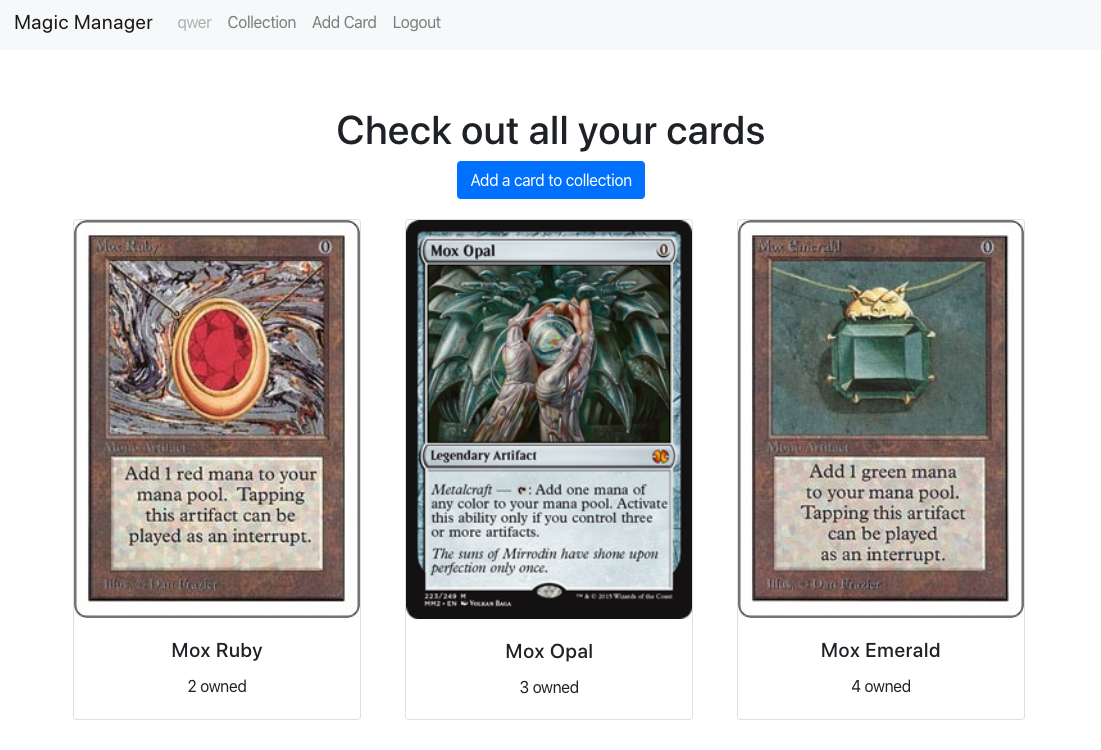 Magic Manager qwer Collection Add Card Logout
Check out all your cards
Add a card to collection
Mox Ruby 0
Mono Artifact
Add 1 red mana to your
mana pool. Tapping
this artifact can be
played as an interrupt.
Illus. © Dan Frazier
Mox Opal 0
Legendary Artifact
Metalcraft — : Add one mana of
any color to your mana pool. Activate
this ability only if you control three
or more artifacts.
The suns of Mirrodin have shone upon
perfection only once.
223/249 M
MM2 • EN Volkan Baga
™ & © 2015 Wizards of the Coast
Mox Emerald 0
Mono Artifact
Add 1 green mana
to your mana pool.
Tapping this artifact
can be played
as an interrupt.
Illus. © Dan Frazier
Mox Ruby
2 owned
Mox Opal
3 owned
Mox Emerald
4 owned